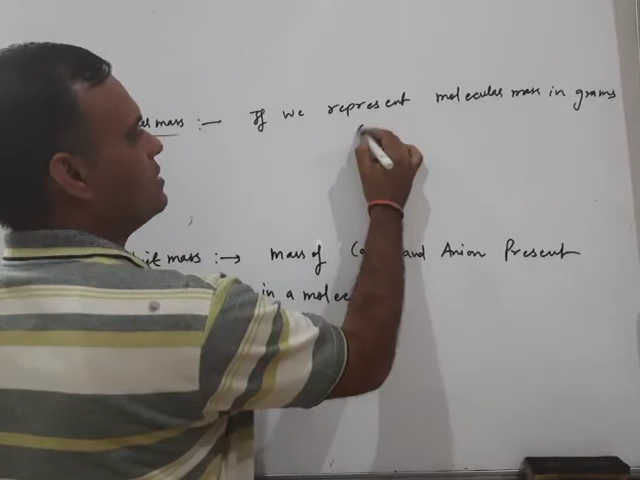 mass :— If we represent molecular mass in grams
mass :→ Mass of and Anion Present
in a